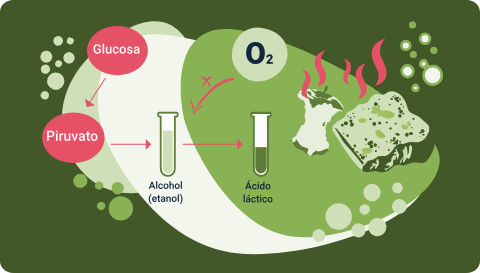 Glucosa
O₂
Piruvato
Alcohol
(etanol)
Ácido
láctico